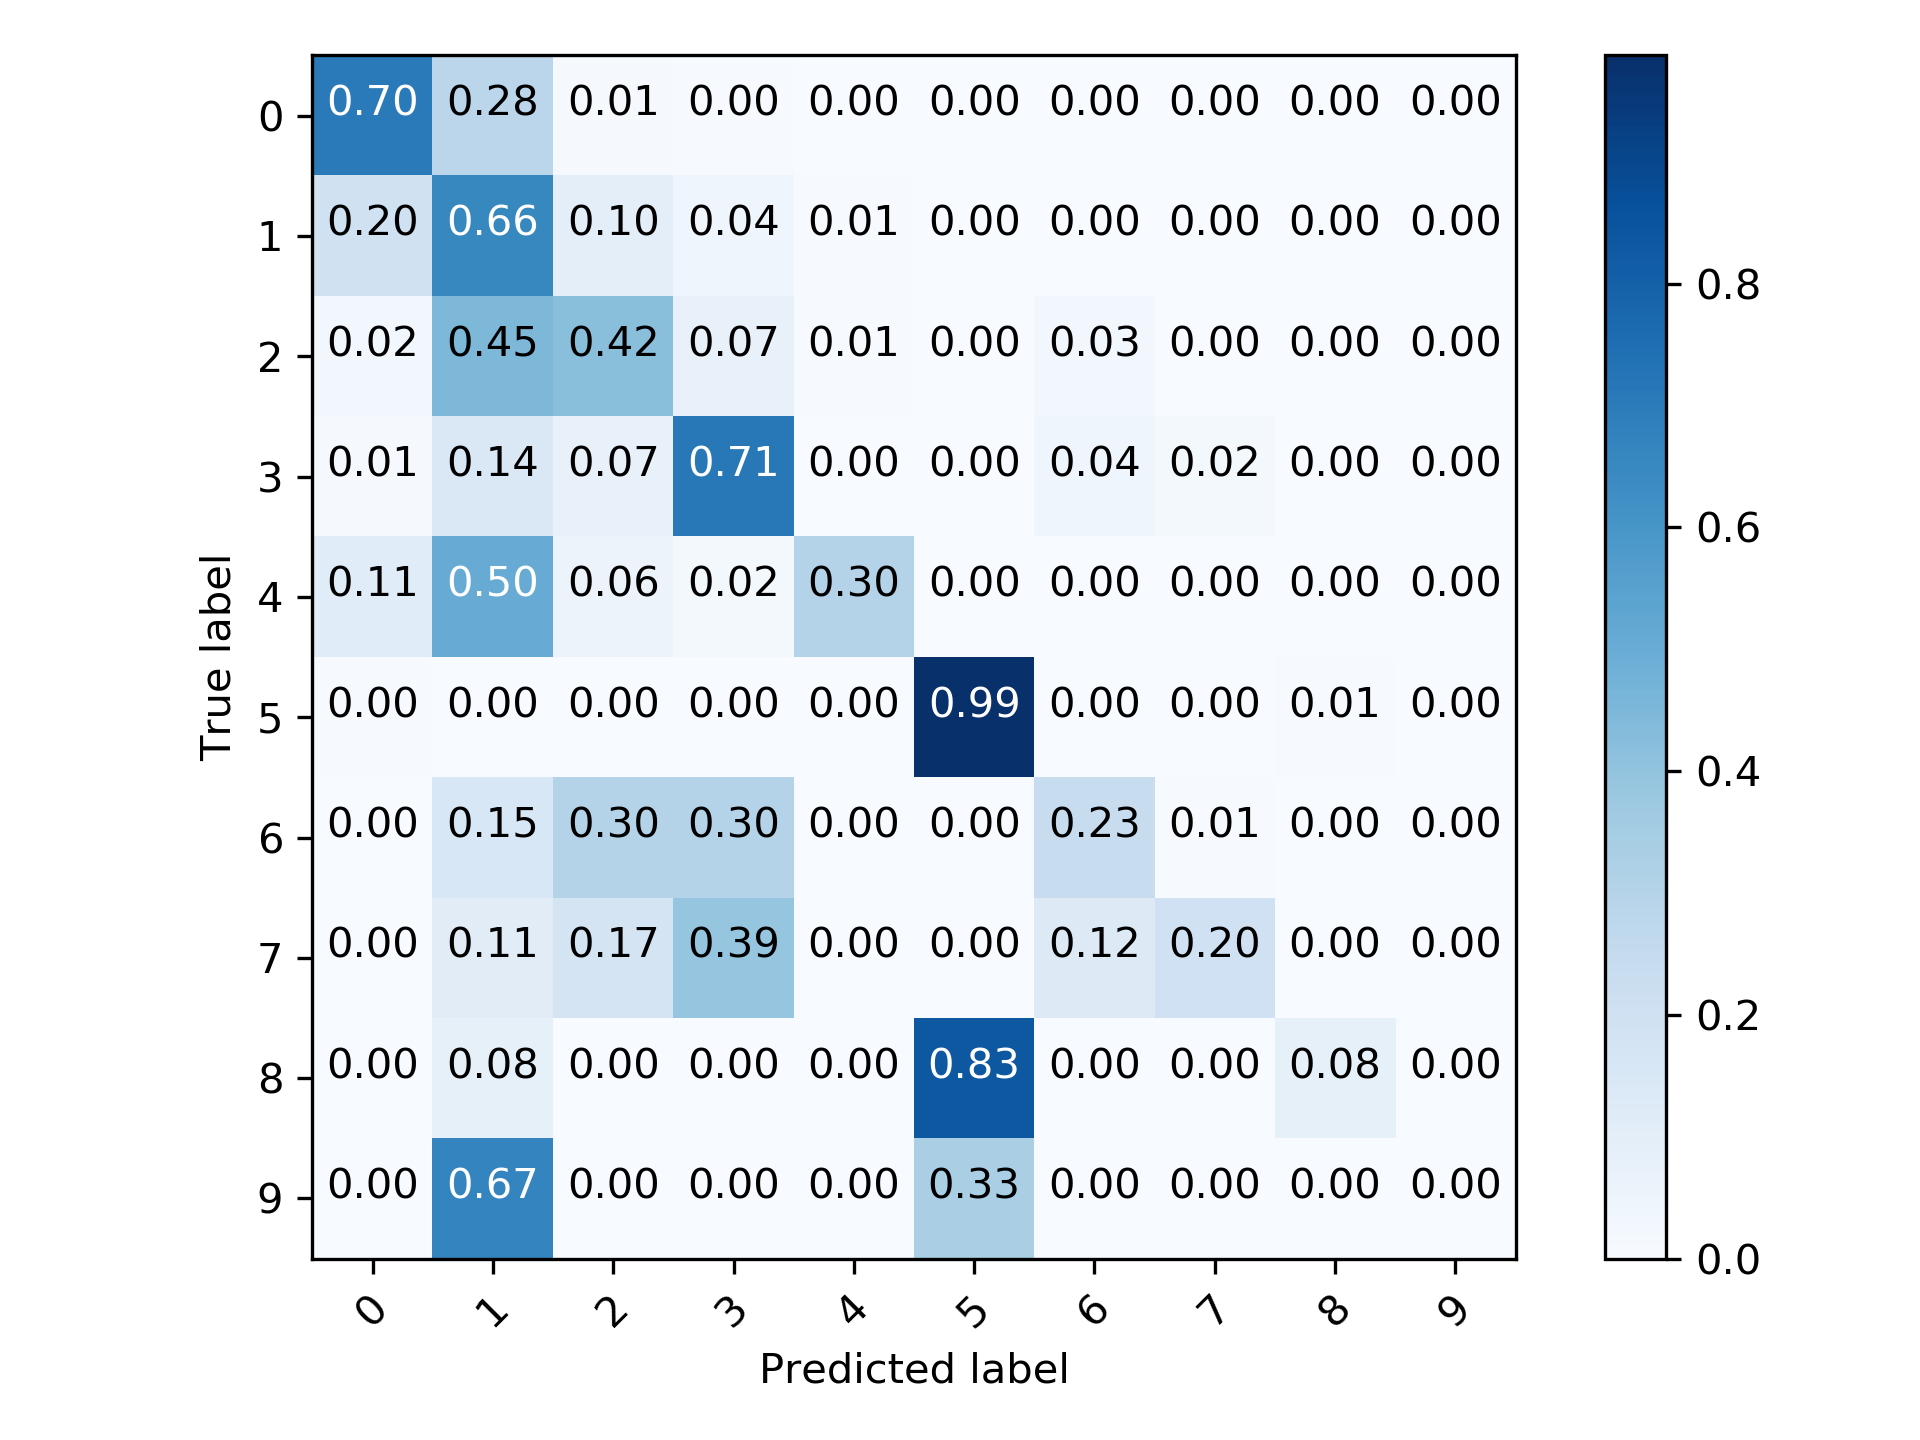 0 0.70 0.28 0.01 0.00 0.00 0.00 0.00 0.00 0.00 0.00
1 0.20 0.66 0.10 0.04 0.01 0.00 0.00 0.00 0.00 0.00
2 0.02 0.45 0.42 0.07 0.01 0.00 0.03 0.00 0.00 0.00
3 0.01 0.14 0.07 0.71 0.00 0.00 0.04 0.02 0.00 0.00
4 0.11 0.50 0.06 0.02 0.30 0.00 0.00 0.00 0.00 0.00
5 0.00 0.00 0.00 0.00 0.00 0.99 0.00 0.00 0.01 0.00
6 0.00 0.15 0.30 0.30 0.00 0.00 0.23 0.01 0.00 0.00
7 0.00 0.11 0.17 0.39 0.00 0.00 0.12 0.20 0.00 0.00
8 0.00 0.08 0.00 0.00 0.00 0.83 0.00 0.00 0.08 0.00
9 0.00 0.67 0.00 0.00 0.00 0.33 0.00 0.00 0.00 0.00
0 1 2 3 4 5 6 7 8 9
Predicted label
True label
0.8
0.6
0.4
0.2
0.0